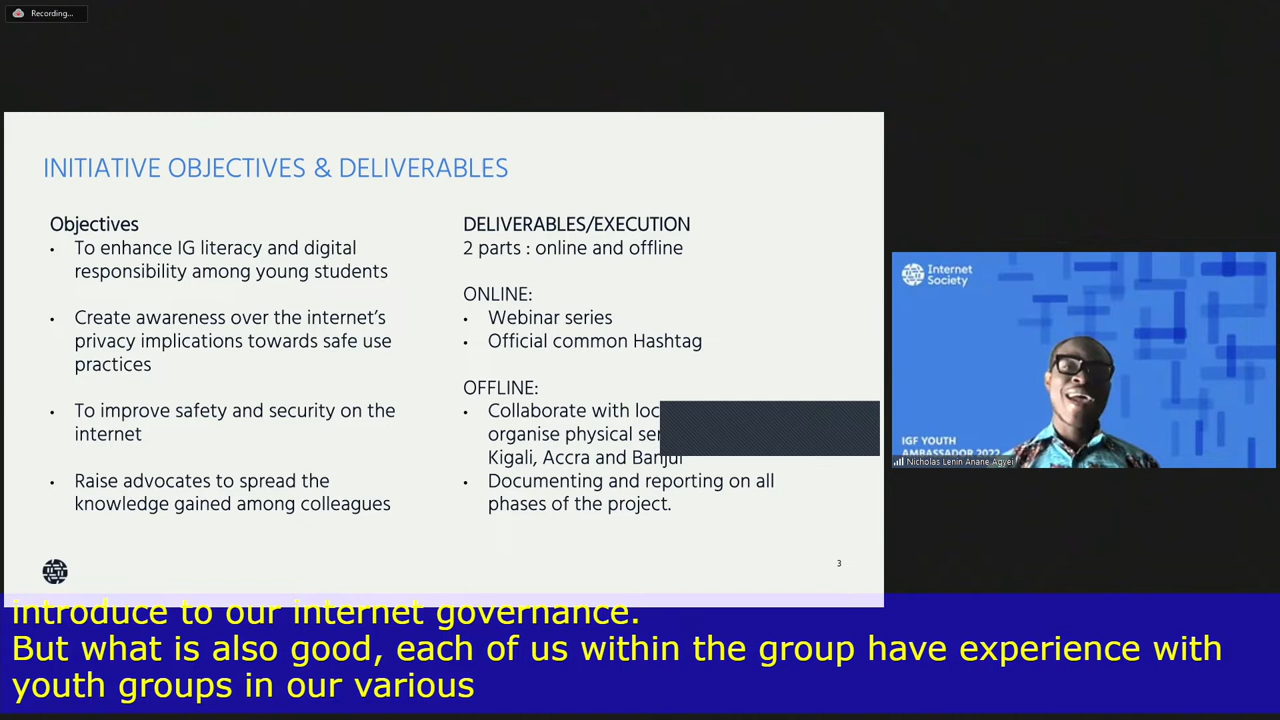 Recording...
INITIATIVE OBJECTIVES & DELIVERABLES
Objectives
• To enhance IG literacy and digital
responsibility among young students
• Create awareness over the internet’s
privacy implications towards safe use
practices
• To improve safety and security on the
internet
• Raise advocates to spread the
knowledge gained among colleagues
DELIVERABLES/EXECUTION
2 parts : online and offline
ONLINE:
• Webinar series
• Official common Hashtag
OFFLINE:
• Collaborate with
organise physical
Kigali, Accra and Banjul
• Documenting and reporting on all
phases of the project.
3
Internet
Society
IGF YOUTH
AMBASSADOR 2022
Nicholas Lenin Anane Agyei
introduce to our internet governance.
But what is also good, each of us within the group have experience with
youth groups in our various